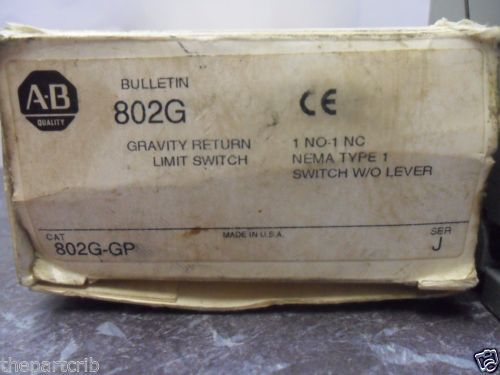 A-B
QUALITY
BULLETIN
802G
CE
GRAVITY RETURN
LIMIT SWITCH
1 NO-1 NC
NEMA TYPE 1
SWITCH W/O LEVER
CAT
802G-GP
MADE IN U.S.A.
SER
J
thepartcrib
thepartcrib